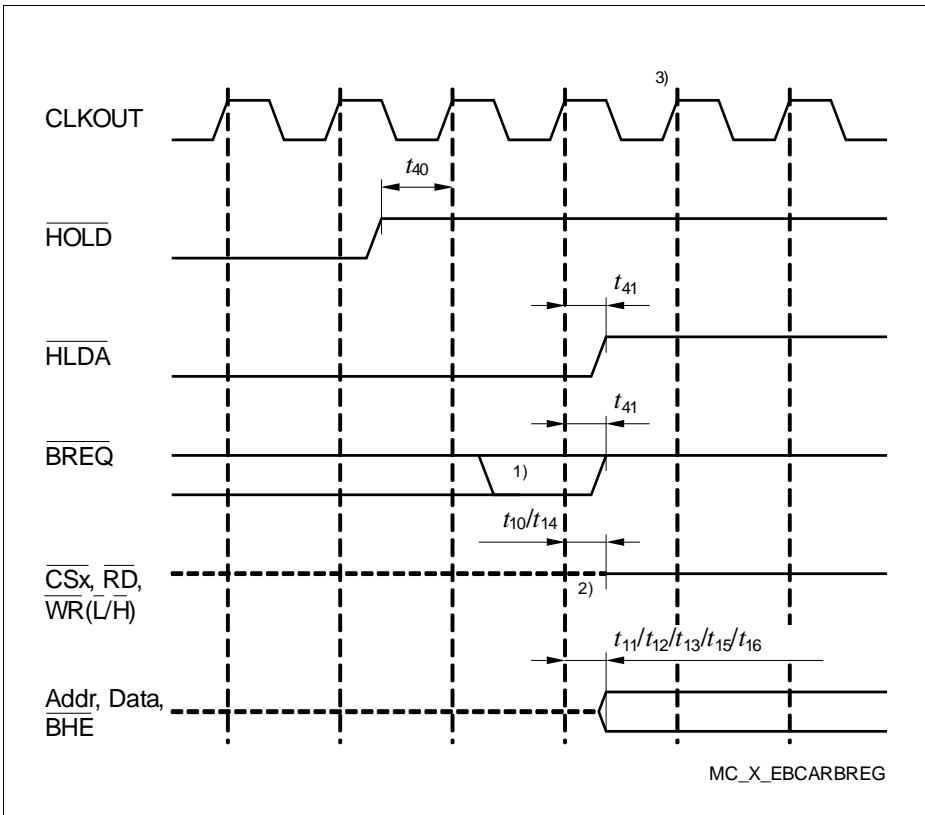 3)
CLKOUT
t40
HOLD
t41
HLDA
t41
BREQ
1)
t10/t14
CSx, RD,
WR(L/H)
2)
t11/t12/t13/t15/t16
Addr, Data,
BHE
MC_X_EBCARBREG